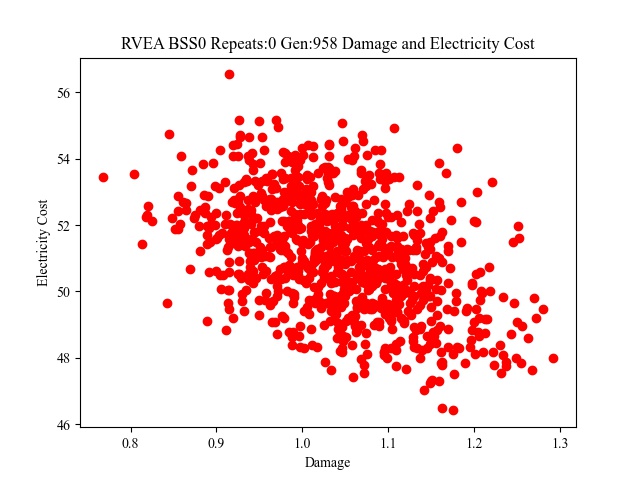 RVEA BSS0 Repeats:0 Gen:958 Damage and Electricity Cost
56
54
52
50
48
46
Electricity Cost
0.8 0.9 1.0 1.1 1.2 1.3
Damage